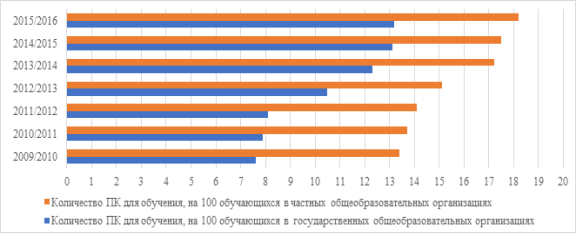 2015/2016
2014/2015
2013/2014
2012/2013
2011/2012
2010/2011
2009/2010
0 1 2 3 4 5 6 7 8 9 10 11 12 13 14 15 16 17 18 19 20
Количество ПК для обучения, на 100 обучающихся в частных общеобразовательных организациях
Количество ПК для обучения, на 100 обучающихся в государственных общеобразовательных организациях